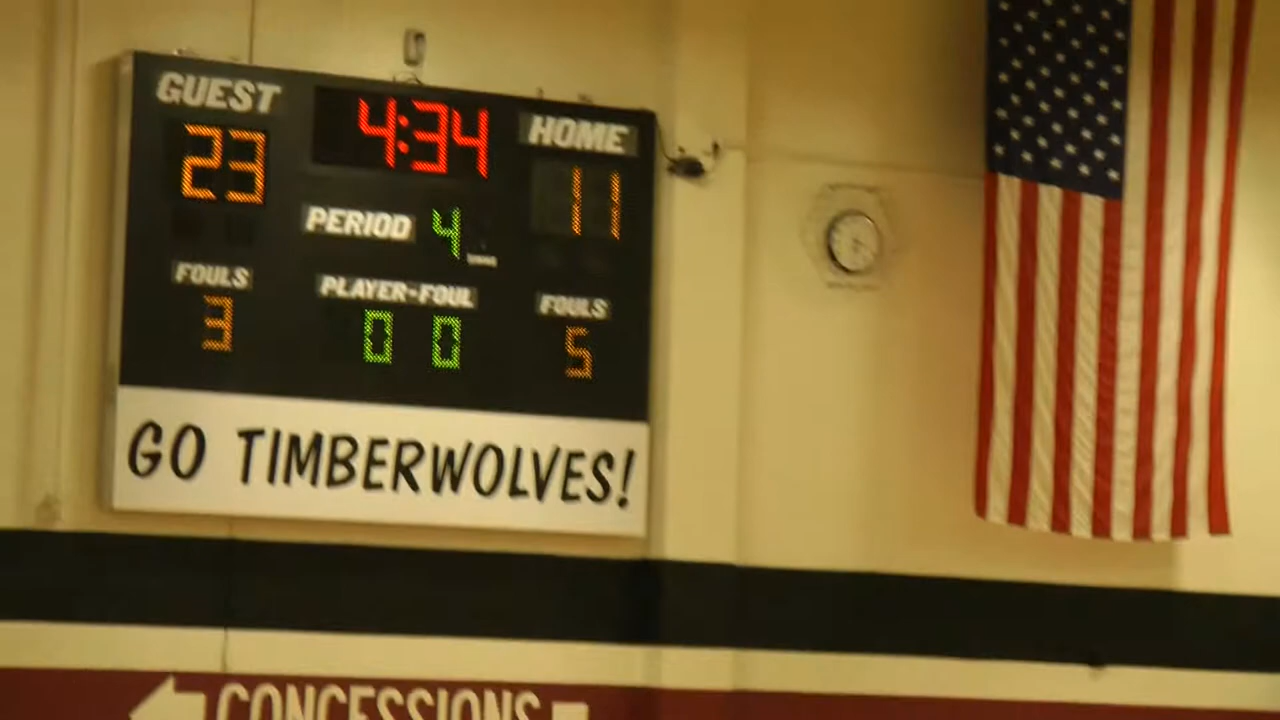 GUEST 4:34 HOME
23 11
PERIOD 4
FOULS PLAYER-FOUL FOULS
3 0 0 5
GO TIMBERWOLVES!
CONCESSIONS